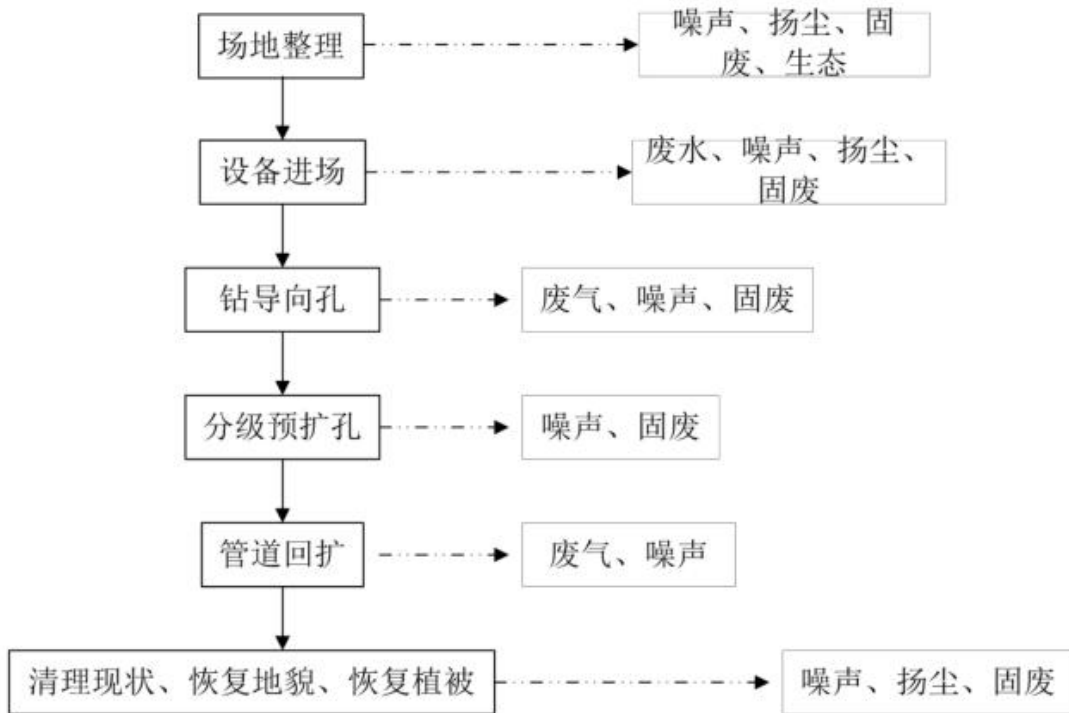 场地整理
噪声、扬尘、固
废、生态
设备进场
废水、噪声、扬尘、
固废
钻导向孔
废气、噪声、固废
分级预扩孔
噪声、固废
管道回扩
废气、噪声
清理现状、恢复地貌、恢复植被
噪声、扬尘、固废